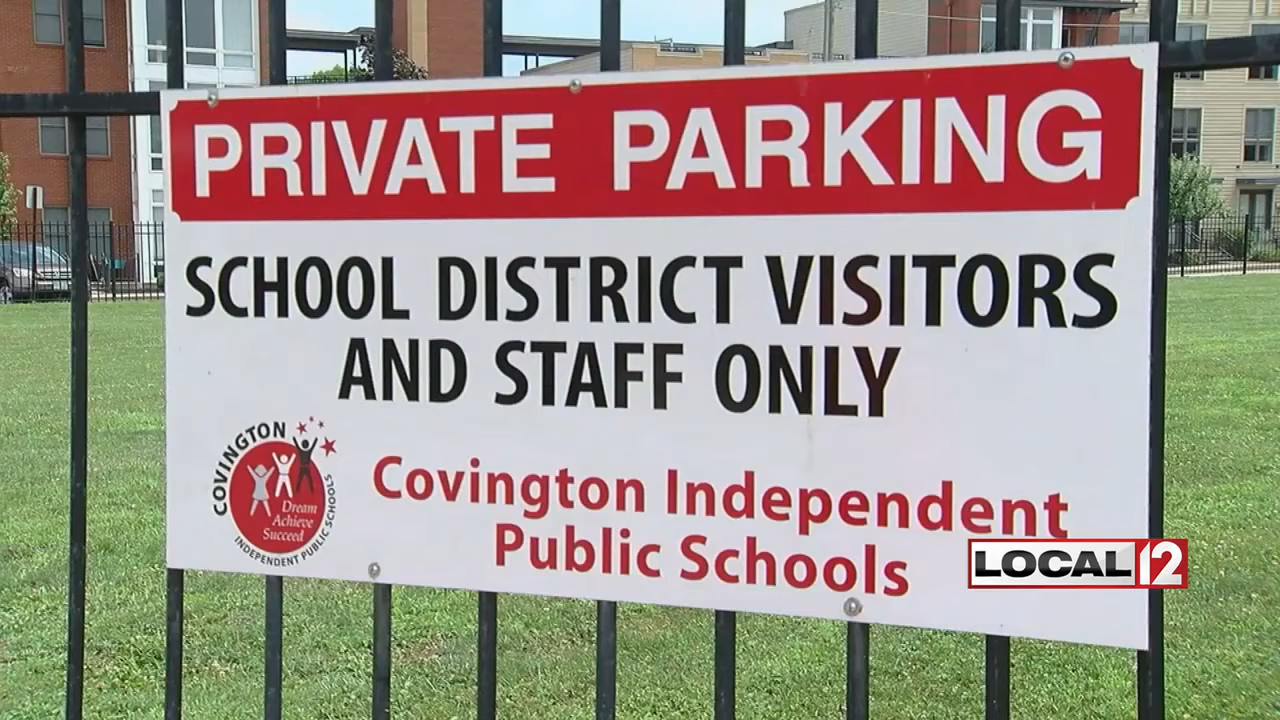 PRIVATE PARKING
SCHOOL DISTRICT VISITORS
AND STAFF ONLY
COVINGTON
Dream
Achieve
Succeed
INDEPENDENT PUBLIC SCHOOLS
Covington Independent
Public Schools
LOCAL 12